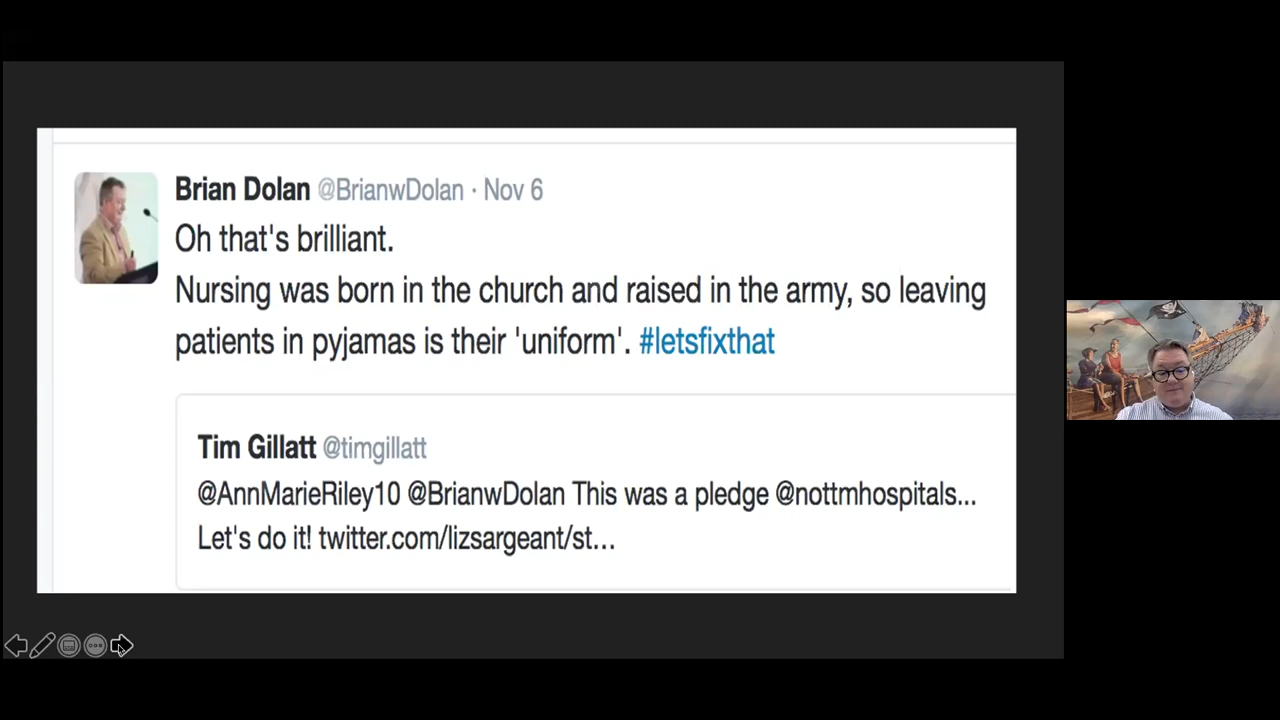 Brian Dolan @BrianwDolan · Nov 6
Oh that's brilliant.
Nursing was born in the church and raised in the army, so leaving
patients in pyjamas is their 'uniform'. #letsfixthat
Tim Gillatt @timgillatt
@AnnMarieRiley10 @BrianwDolan This was a pledge @nottmhospitals...
Let's do it! twitter.com/lizsargeant/st...